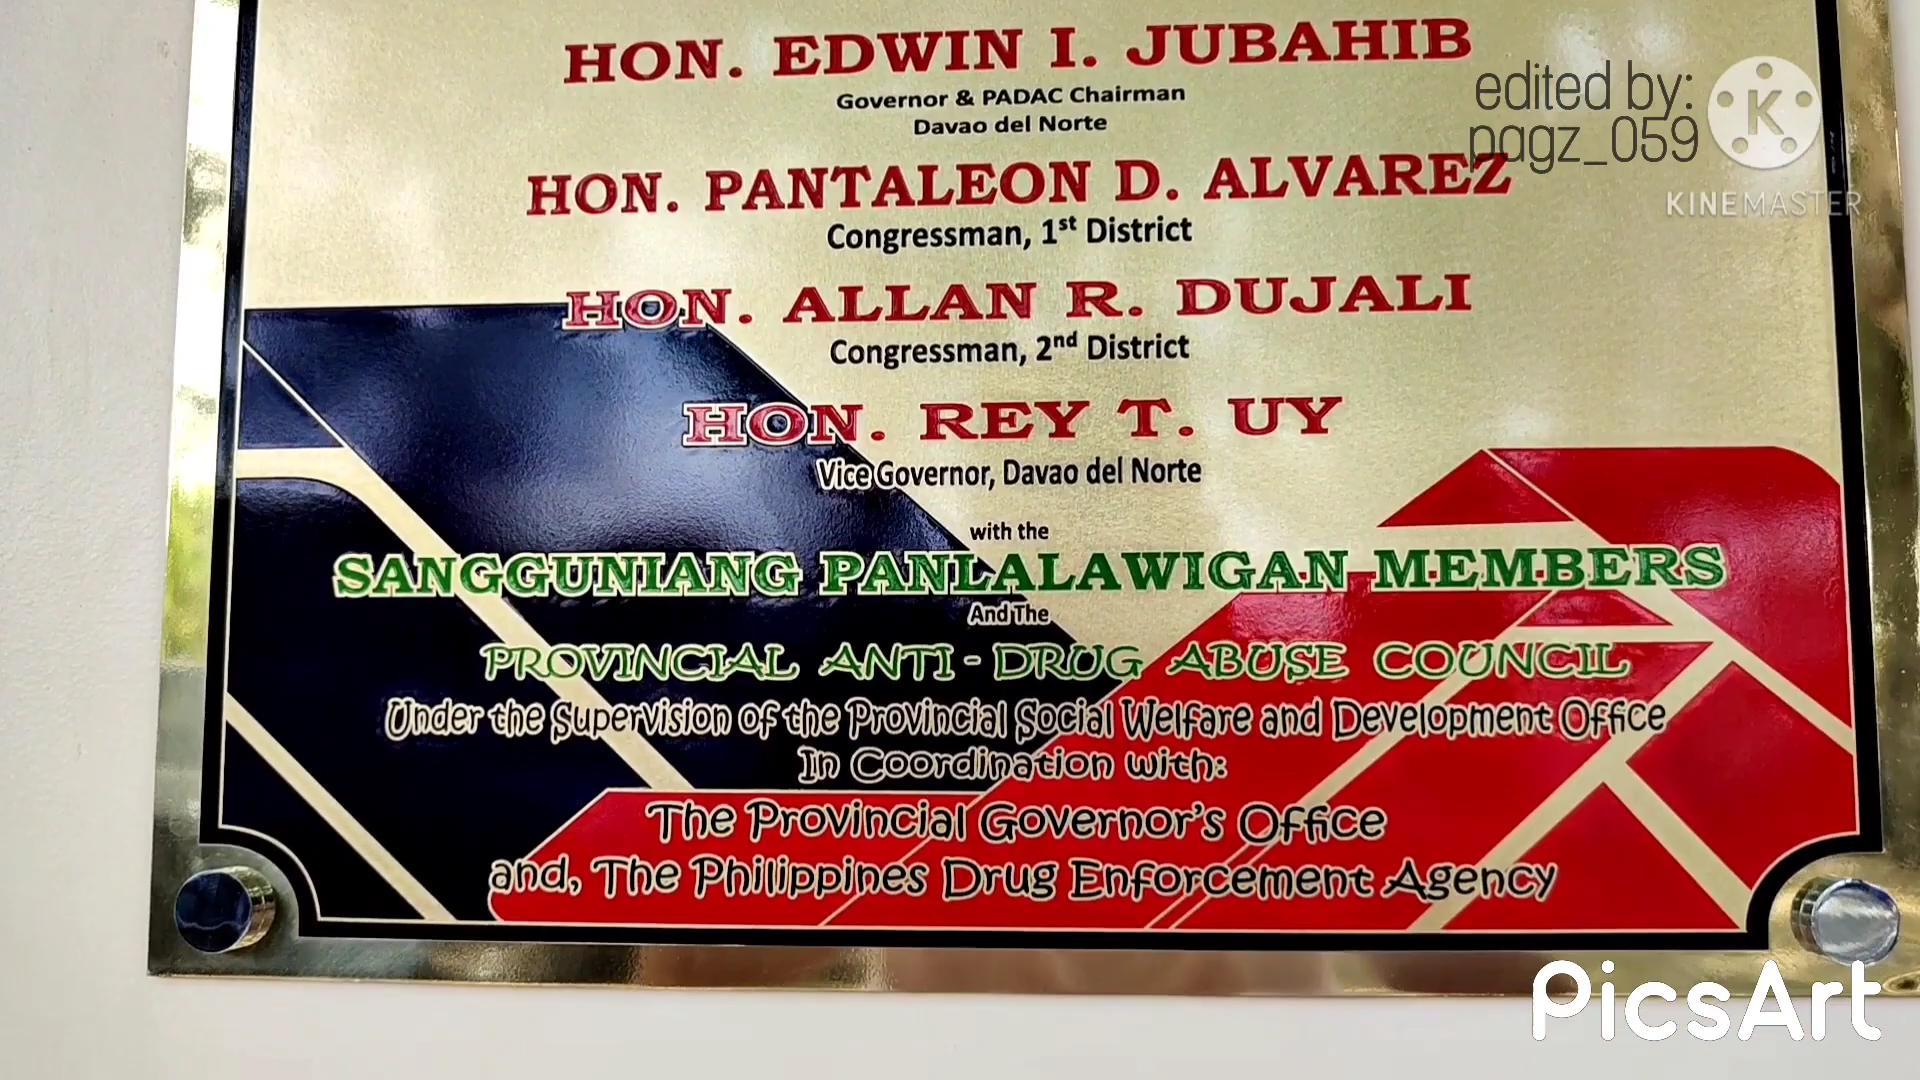 HON. EDWIN I. JUBAHIB
Governor & PADAC Chairman
Davao del Norte
HON. PANTALEON D. ALVAREZ
Congressman, 1st District
HON. ALLAN R. DUJALI
Congressman, 2nd District
HON. REY T. UY
Vice Governor, Davao del Norte
with the
SANGGUNIANG PANLALAWIGAN MEMBERS
And The
PROVINCIAL ANTI - DRUG ABUSE COUNCIL
Under the Supervision of the Provincial Social Welfare and Development Office
In Coordination with:
The Provincial Governor's Office
and, The Philippines Drug Enforcement Agency
edited by:
pagz_059
K
KINEMASTER
PicsArt